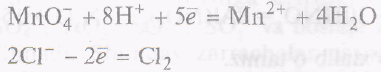 MnO₄⁻ + 8H⁺ + 5e̅ = Mn²⁺ + 4H₂O
2Cl⁻ – 2e̅ = Cl₂